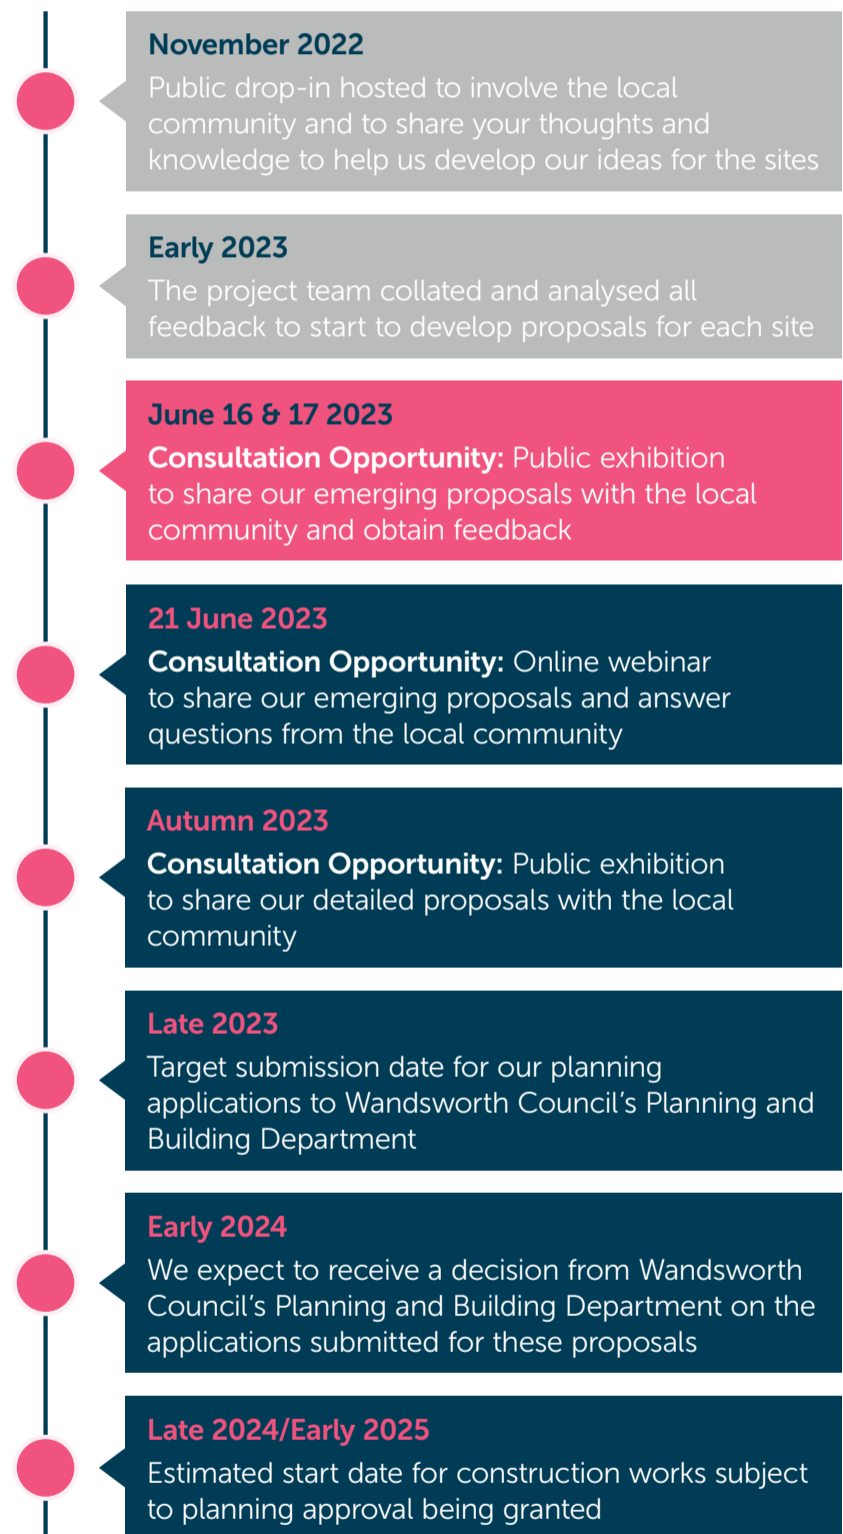 November 2022
Public drop-in hosted to involve the local
community and to share your thoughts and
knowledge to help us develop our ideas for the sites
Early 2023
The project team collated and analysed all
feedback to start to develop proposals for each site
June 16 & 17 2023
Consultation Opportunity: Public exhibition
to share our emerging proposals with the local
community and obtain feedback
21 June 2023
Consultation Opportunity: Online webinar
to share our emerging proposals and answer
questions from the local community
Autumn 2023
Consultation Opportunity: Public exhibition
to share our detailed proposals with the local
community
Late 2023
Target submission date for our planning
applications to Wandsworth Council’s Planning and
Building Department
Early 2024
We expect to receive a decision from Wandsworth
Council’s Planning and Building Department on the
applications submitted for these proposals
Late 2024/Early 2025
Estimated start date for construction works subject
to planning approval being granted